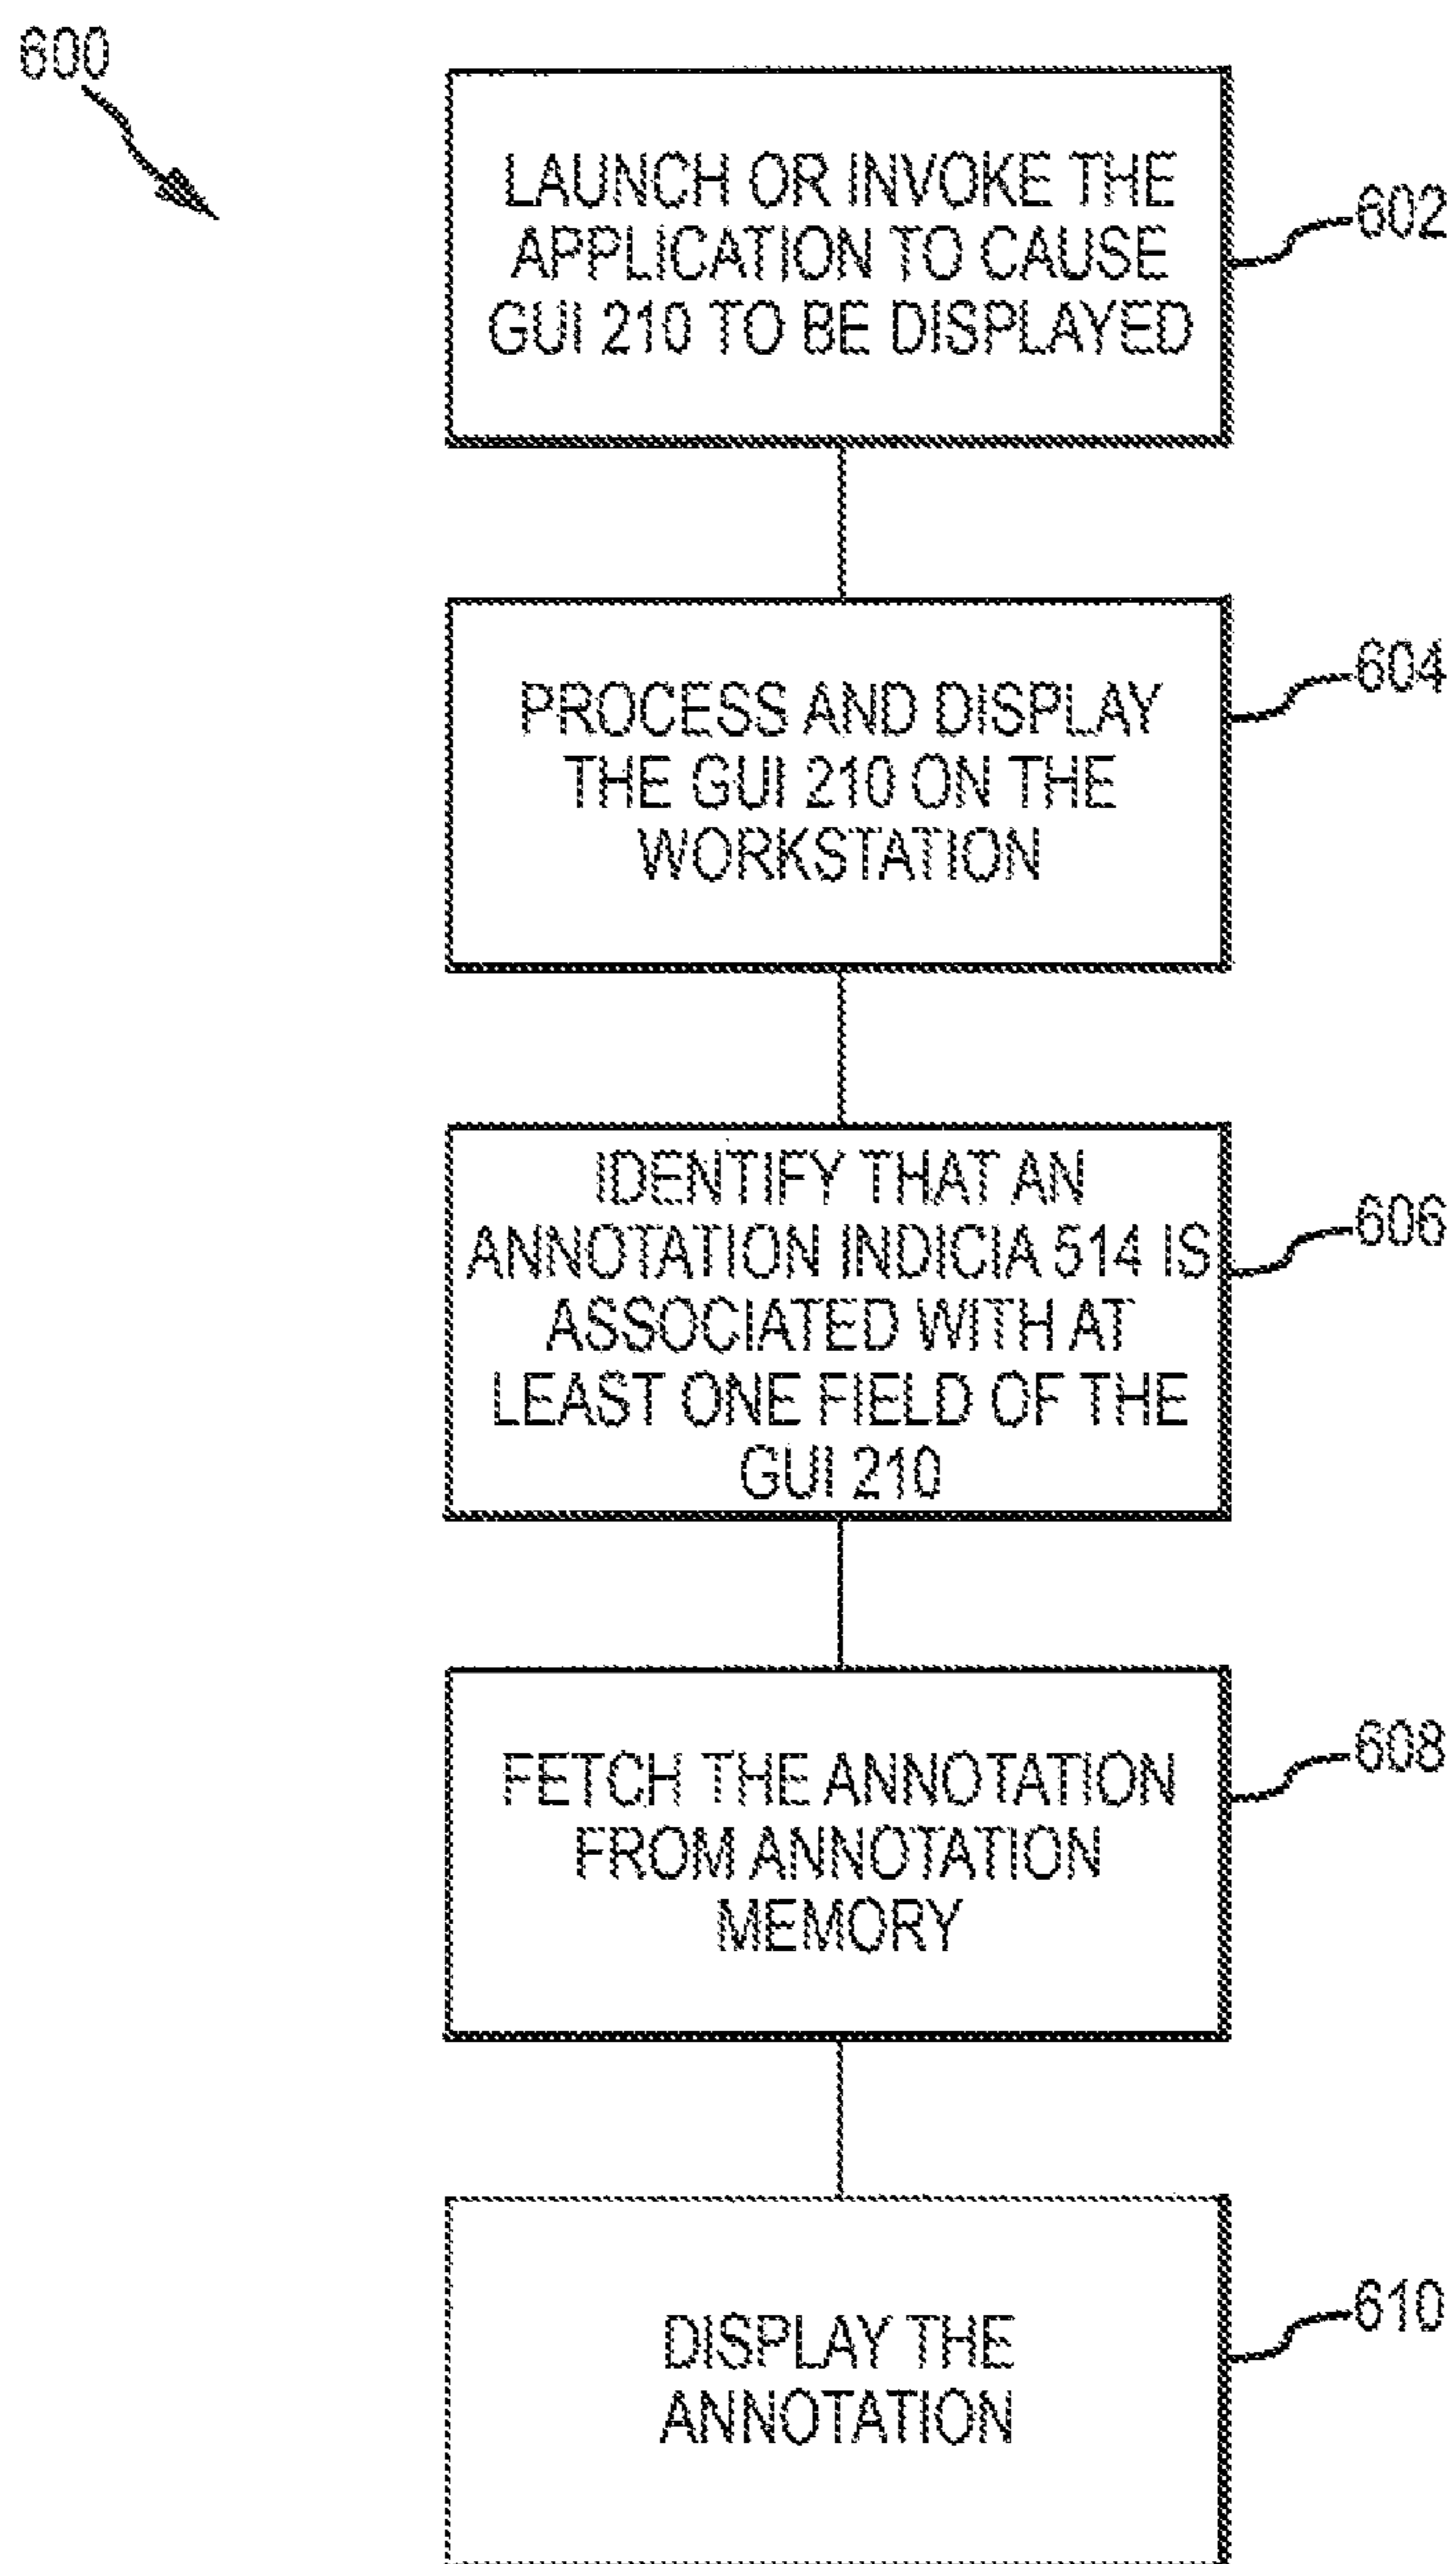 600
LAUNCH OR INVOKE THE
APPLICATION TO CAUSE
GUI 210 TO BE DISPLAYED
602
PROCESS AND DISPLAY
THE GUI 210 ON THE
WORKSTATION
604
IDENTIFY THAT AN
ANNOTATION INDICIA 514 IS
ASSOCIATED WITH AT
LEAST ONE FIELD OF THE
GUI 210
606
FETCH THE ANNOTATION
FROM ANNOTATION
MEMORY
608
DISPLAY THE
ANNOTATION
610